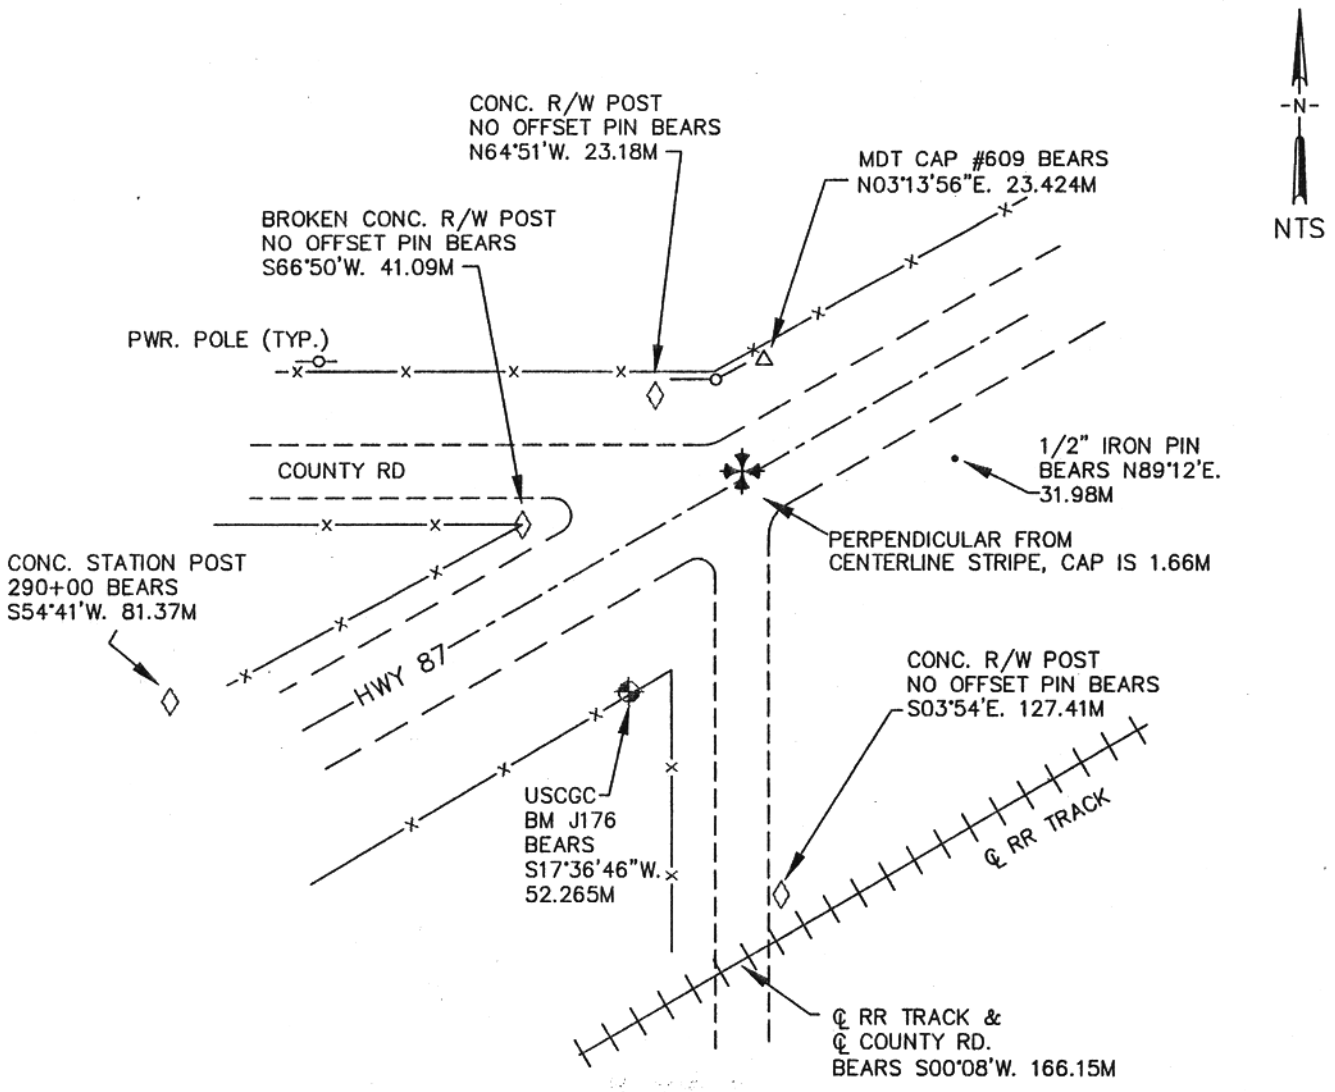 CONC. R/W POST
NO OFFSET PIN BEARS
N64°51'W. 23.18M
MDT CAP #609 BEARS
N03°13'56"E. 23.424M
-N-
NTS
BROKEN CONC. R/W POST
NO OFFSET PIN BEARS
S66°50'W. 41.09M
PWR. POLE (TYP.)
COUNTY RD
1/2" IRON PIN
BEARS N89°12'E.
31.98M
PERPENDICULAR FROM
CENTERLINE STRIPE, CAP IS 1.66M
CONC. STATION POST
290+00 BEARS
S54°41'W. 81.37M
HWY 87
CONC. R/W POST
NO OFFSET PIN BEARS
S03°54'E. 127.41M
USCGC
BM J176
BEARS
S17°36'46"W.
52.265M
℄ RR TRACK
℄ RR TRACK &
℄ COUNTY RD.
BEARS S00°08'W. 166.15M